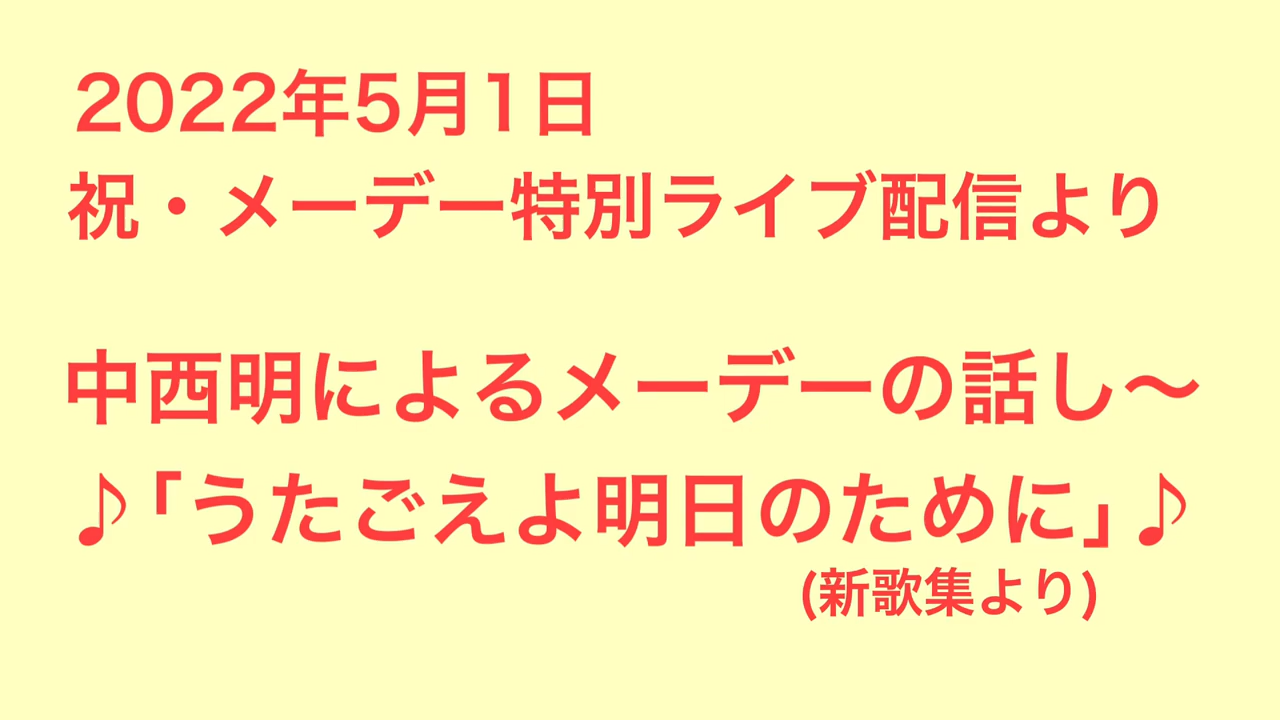 2022年5月1日
祝・メーデー特別ライブ配信より
中西明によるメーデーの話し〜
♪「うたごえよ明日のために」♪
(新歌集より)